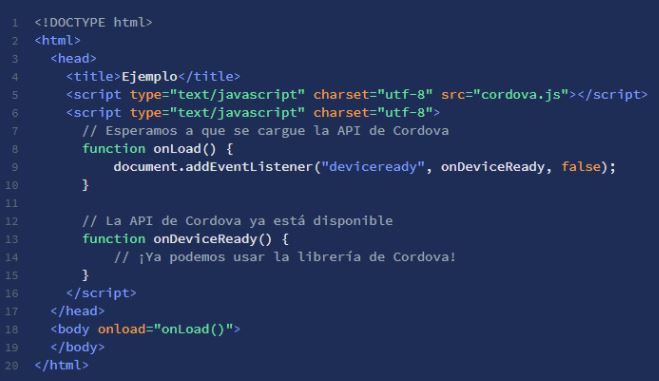 1 <!DOCTYPE html>
2 <html>
3   <head>
4     <title>Ejemplo</title>
5     <script type="text/javascript" charset="utf-8" src="cordova.js"></script>
6     <script type="text/javascript" charset="utf-8">
7       // Esperamos a que se cargue la API de Cordova
8       function onLoad() {
9           document.addEventListener("deviceready", onDeviceReady, false);
10       }
11
12       // La API de Cordova ya está disponible
13       function onDeviceReady() {
14           // ¡Ya podemos usar la librería de Cordova!
15       }
16     </script>
17   </head>
18   <body onload="onLoad()">
19   </body>
20 </html>